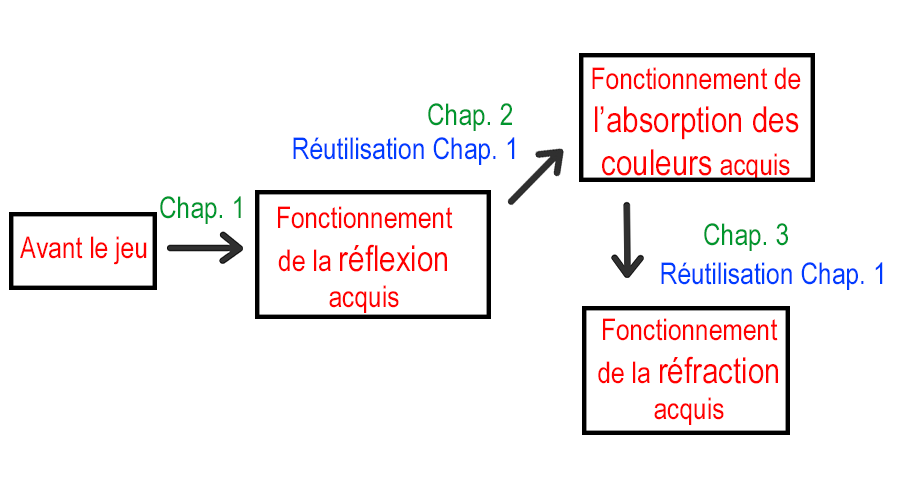 Avant le jeu
Chap. 1
Fonctionnement
de la réflexion
acquis
Chap. 2
Réutilisation Chap. 1
Fonctionnement de
l'absorption des
couleurs acquis
Chap. 3
Réutilisation Chap. 1
Fonctionnement
de la réfraction
acquis